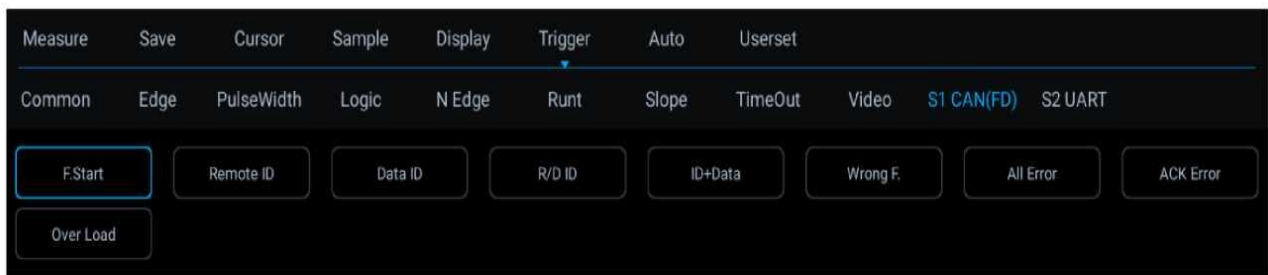 Measure Save Cursor Sample Display Trigger Auto Userset
Common Edge PulseWidth Logic N Edge Runt Slope TimeOut Video S1 CAN(FD) S2 UART
F.Start Remote ID Data ID R/D ID ID+Data Wrong F. All Error ACK Error
Over Load